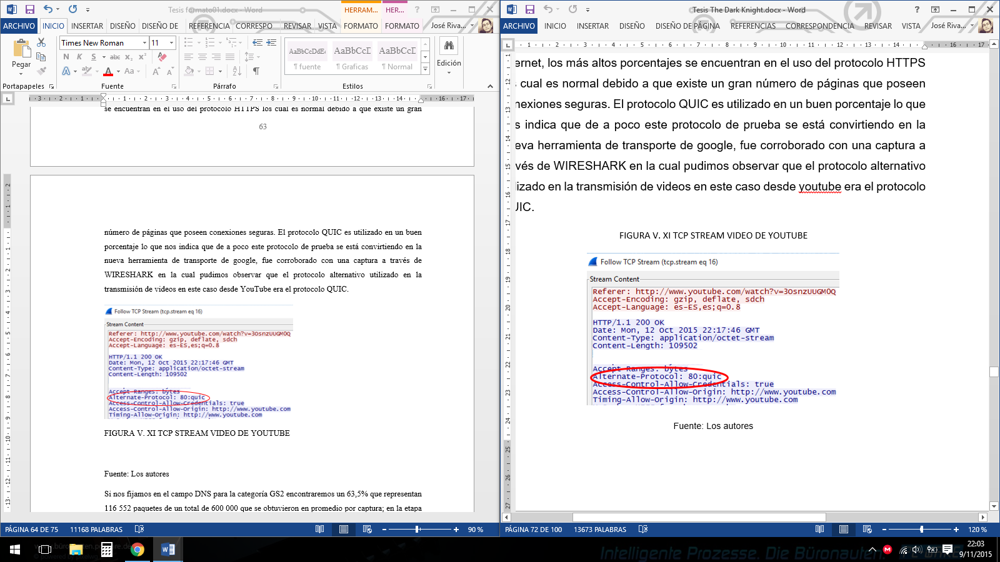 Tesis formato01.docx - Word
HERRAM...
HER...
?
ARCHIVO
INICIO
INSERTAR
DISEÑO
DISEÑO DE
REFERENCIA
CORRESPO
REVISAR
VISTA
FORMATO
FORMATO
José Riva...
Pegar
Times New Roman
11
N K S abc x₂ x²
A A Aa A A
AaBbCcDdEe
¶ fuente
AaBbCcI
¶ Graficas
AaBbCcI
¶ Normal
Edición
Portapapeles
Fuente
Párrafo
Estilos
se encuentran en el uso del protocolo HTTPS los cual es normal debido a que existe un gran
63
número de páginas que poseen conexiones seguras. El protocolo QUIC es utilizado en un buen
porcentaje lo que nos indica que de a poco este protocolo de prueba se está convirtiendo en la
nueva herramienta de transporte de google, fue corroborado con una captura a través de
WIRESHARK en la cual pudimos observar que el protocolo alternativo utilizado en la
transmisión de videos en este caso desde YouTube era el protocolo QUIC.
Follow TCP Stream (tcp.stream eq 16)
Stream Content
Referer: http://www.youtube.com/watch?v=3OsnzUUGM0Q
Accept-Encoding: gzip, deflate, sdch
Accept-Language: es-ES,es;q=0.8
HTTP/1.1 200 OK
Date: Mon, 12 Oct 2015 22:17:46 GMT
Content-Type: application/octet-stream
Content-Length: 109502
Accept-Ranges: bytes
Alternate-Protocol: 80:quic
Access-Control-Allow-Credentials: true
Access-Control-Allow-Origin: http://www.youtube.com
Timing-Allow-Origin: http://www.youtube.com
FIGURA V. XI TCP STREAM VIDEO DE YOUTUBE
Fuente: Los autores
Si nos fijamos en el campo DNS para la categoría GS2 encontraremos un 63,5% que representan
116 552 paquetes de un total de 600 000 que se obtuvieron en promedio por captura; en la etapa
PÁGINA 64 DE 75
11168 PALABRAS
90 %
Tesis The Dark Knight.docx - Word
?
ARCHIVO
INICIO
INSERTAR
DISEÑO
DISEÑO DE PÁGINA
REFERENCIAS
CORRESPONDENCIA
REVISAR
VISTA
José Riva...
ernet, los más altos porcentajes se encuentran en el uso del protocolo HTTPS
s cual es normal debido a que existe un gran número de páginas que poseen
nexiones seguras. El protocolo QUIC es utilizado en un buen porcentaje lo que
s indica que de a poco este protocolo de prueba se está convirtiendo en la
eva herramienta de transporte de google, fue corroborado con una captura a
vés de WIRESHARK en la cual pudimos observar que el protocolo alternativo
lizado en la transmisión de videos en este caso desde youtube era el protocolo
UIC.
FIGURA V. XI TCP STREAM VIDEO DE YOUTUBE
Follow TCP Stream (tcp.stream eq 16)
Stream Content
Referer: http://www.youtube.com/watch?v=3OsnzUUGM0Q
Accept-Encoding: gzip, deflate, sdch
Accept-Language: es-ES,es;q=0.8
HTTP/1.1 200 OK
Date: Mon, 12 Oct 2015 22:17:46 GMT
Content-Type: application/octet-stream
Content-Length: 109502
Accept-Ranges: bytes
Alternate-Protocol: 80:quic
Access-Control-Allow-Credentials: true
Access-Control-Allow-Origin: http://www.youtube.com
Timing-Allow-Origin: http://www.youtube.com
Fuente: Los autores
PÁGINA 72 DE 100
13673 PALABRAS
120 %
Intelligente Prozesse. Die Büronauten.
22:03
9/11/2015